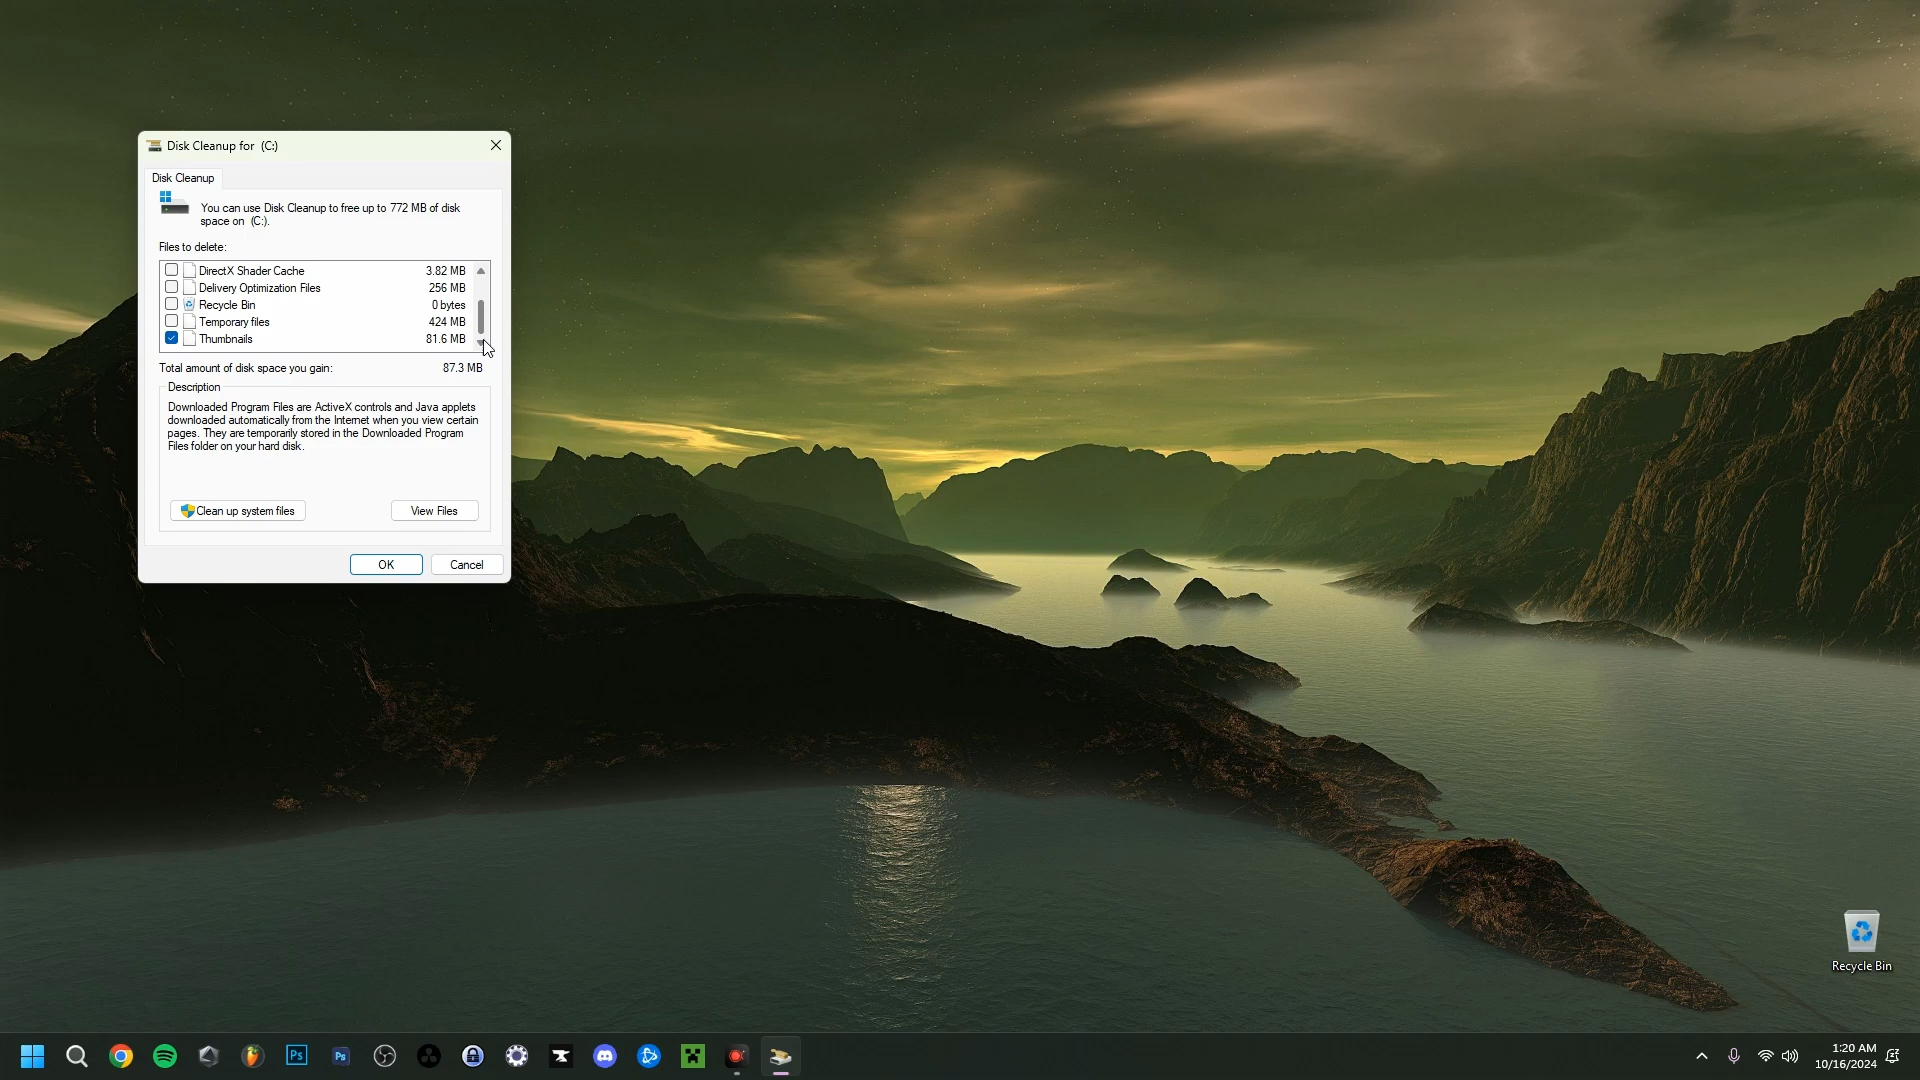 Disk Cleanup for  (C:)
Disk Cleanup
You can use Disk Cleanup to free up to 772 MB of disk
space on  (C:).
Files to delete:
DirectX Shader Cache 3.82 MB
Delivery Optimization Files 256 MB
Recycle Bin 0 bytes
Temporary files 424 MB
Thumbnails 81.6 MB
Total amount of disk space you gain: 87.3 MB
Description
Downloaded Program Files are ActiveX controls and Java applets
downloaded automatically from the Internet when you view certain
pages. They are temporarily stored in the Downloaded Program
Files folder on your hard disk.
Clean up system files View Files
OK Cancel
Recycle Bin
Ps Ps
1:20 AM
10/16/2024